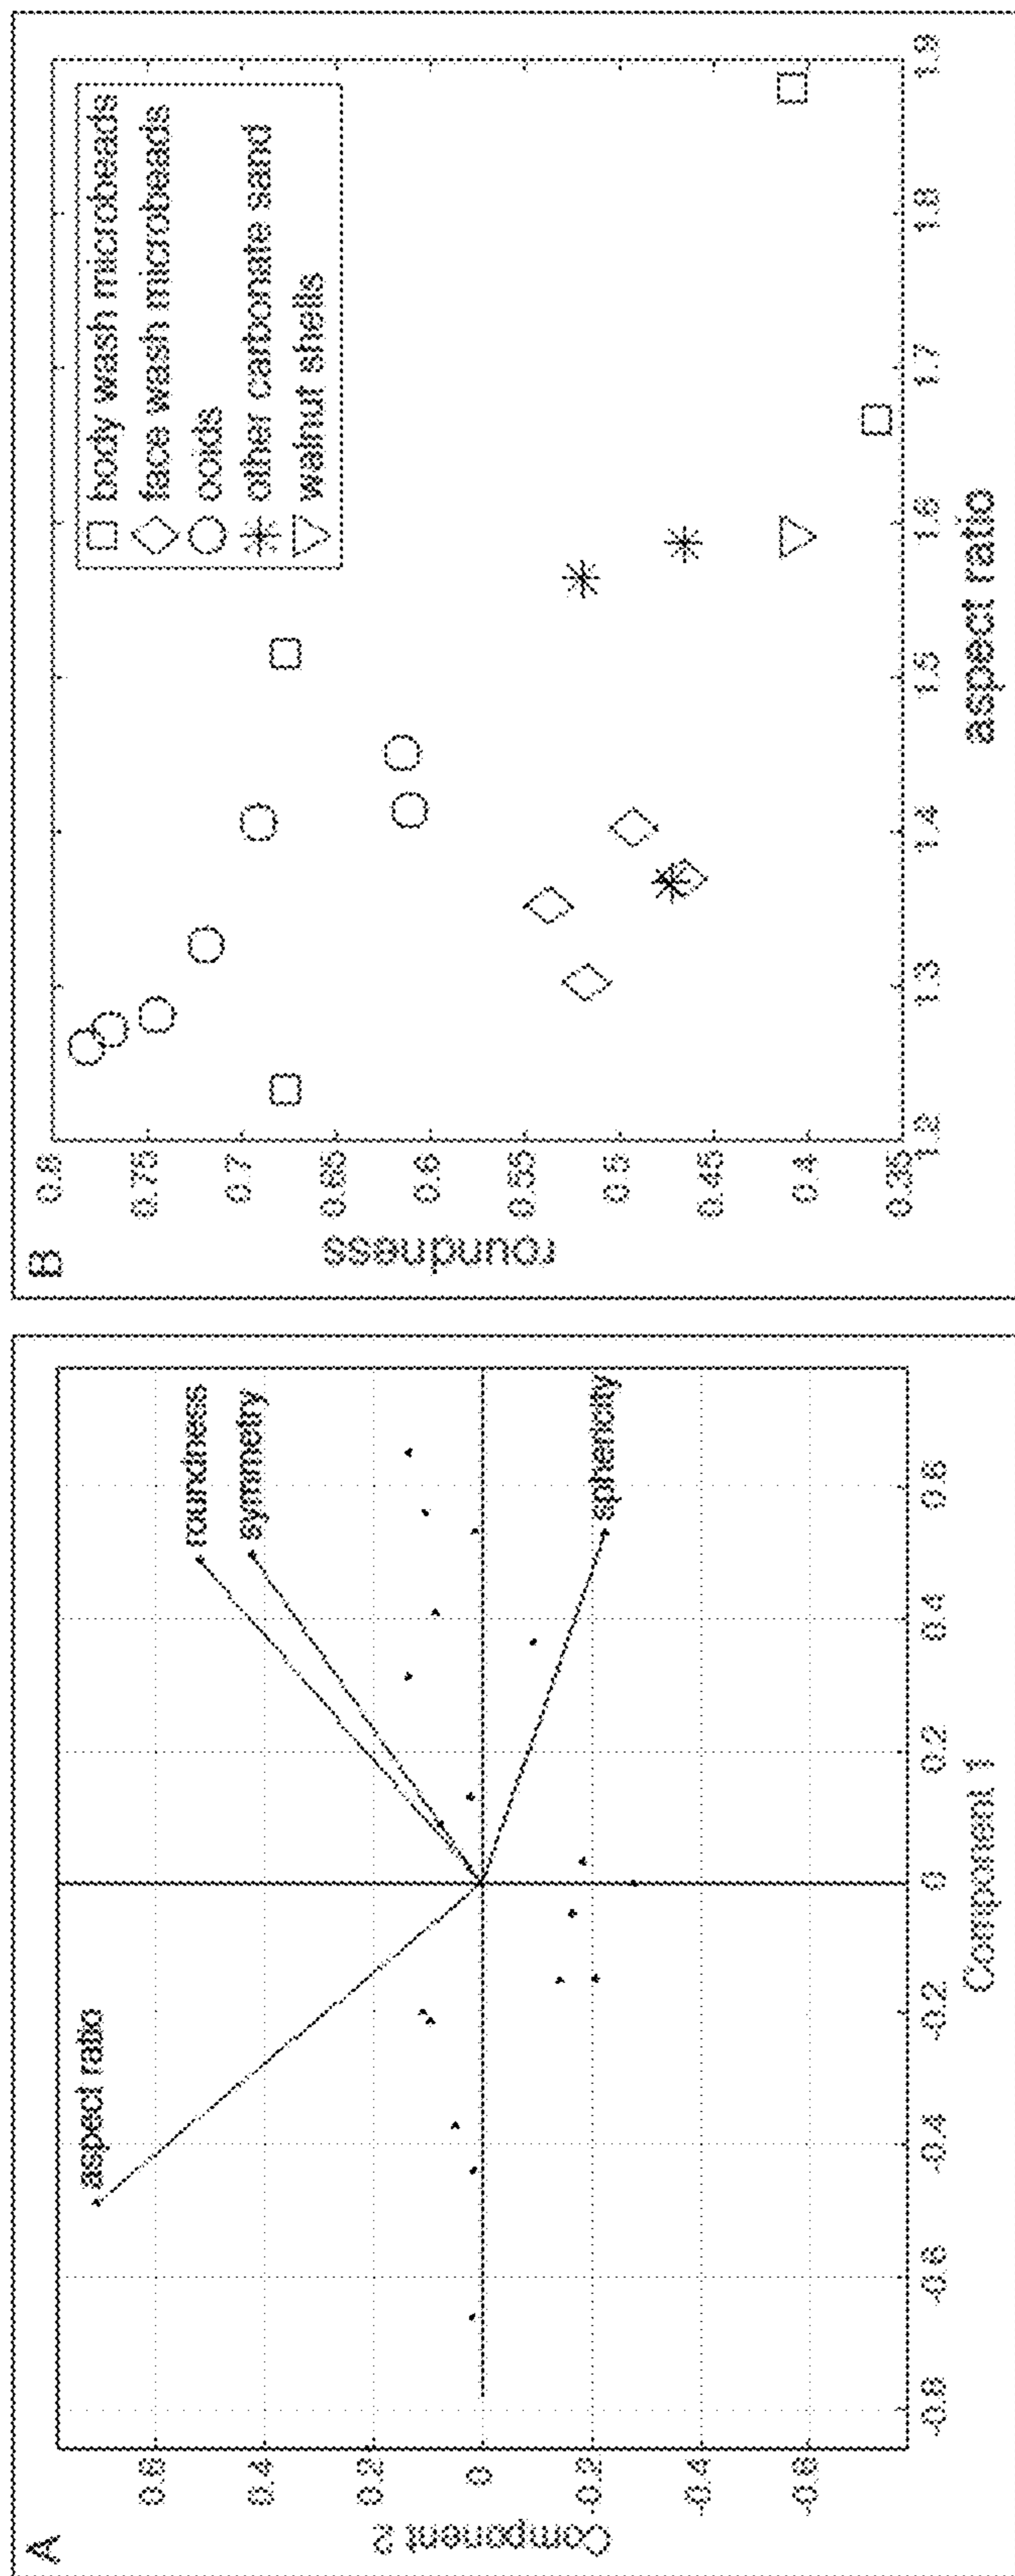 A
Component 2
0.6
0.4
0.2
0
-0.2
-0.4
-0.6
-0.8
-0.6
-0.4
-0.2
0
0.2
0.4
0.6
Component 1
aspect ratio
roundness
symmetry
sphericity
B
roundness
0.8
0.75
0.7
0.65
0.6
0.55
0.5
0.45
0.4
0.35
1.2
1.3
1.4
1.5
1.6
1.7
1.8
1.9
aspect ratio
body wash microbeads
face wash microbeads
ooids
other carbonate sand
walnut shells